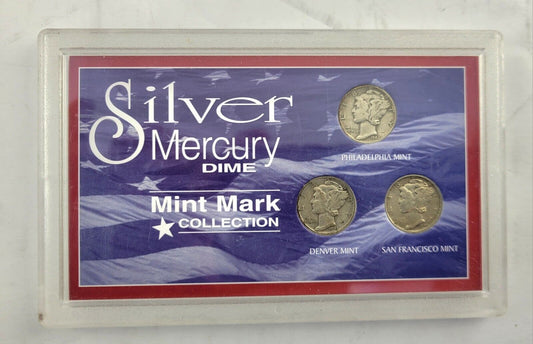 Silver
Mercury
DIME
Mint Mark
COLLECTION
PHILADELPHIA MINT
DENVER MINT
SAN FRANCISCO MINT